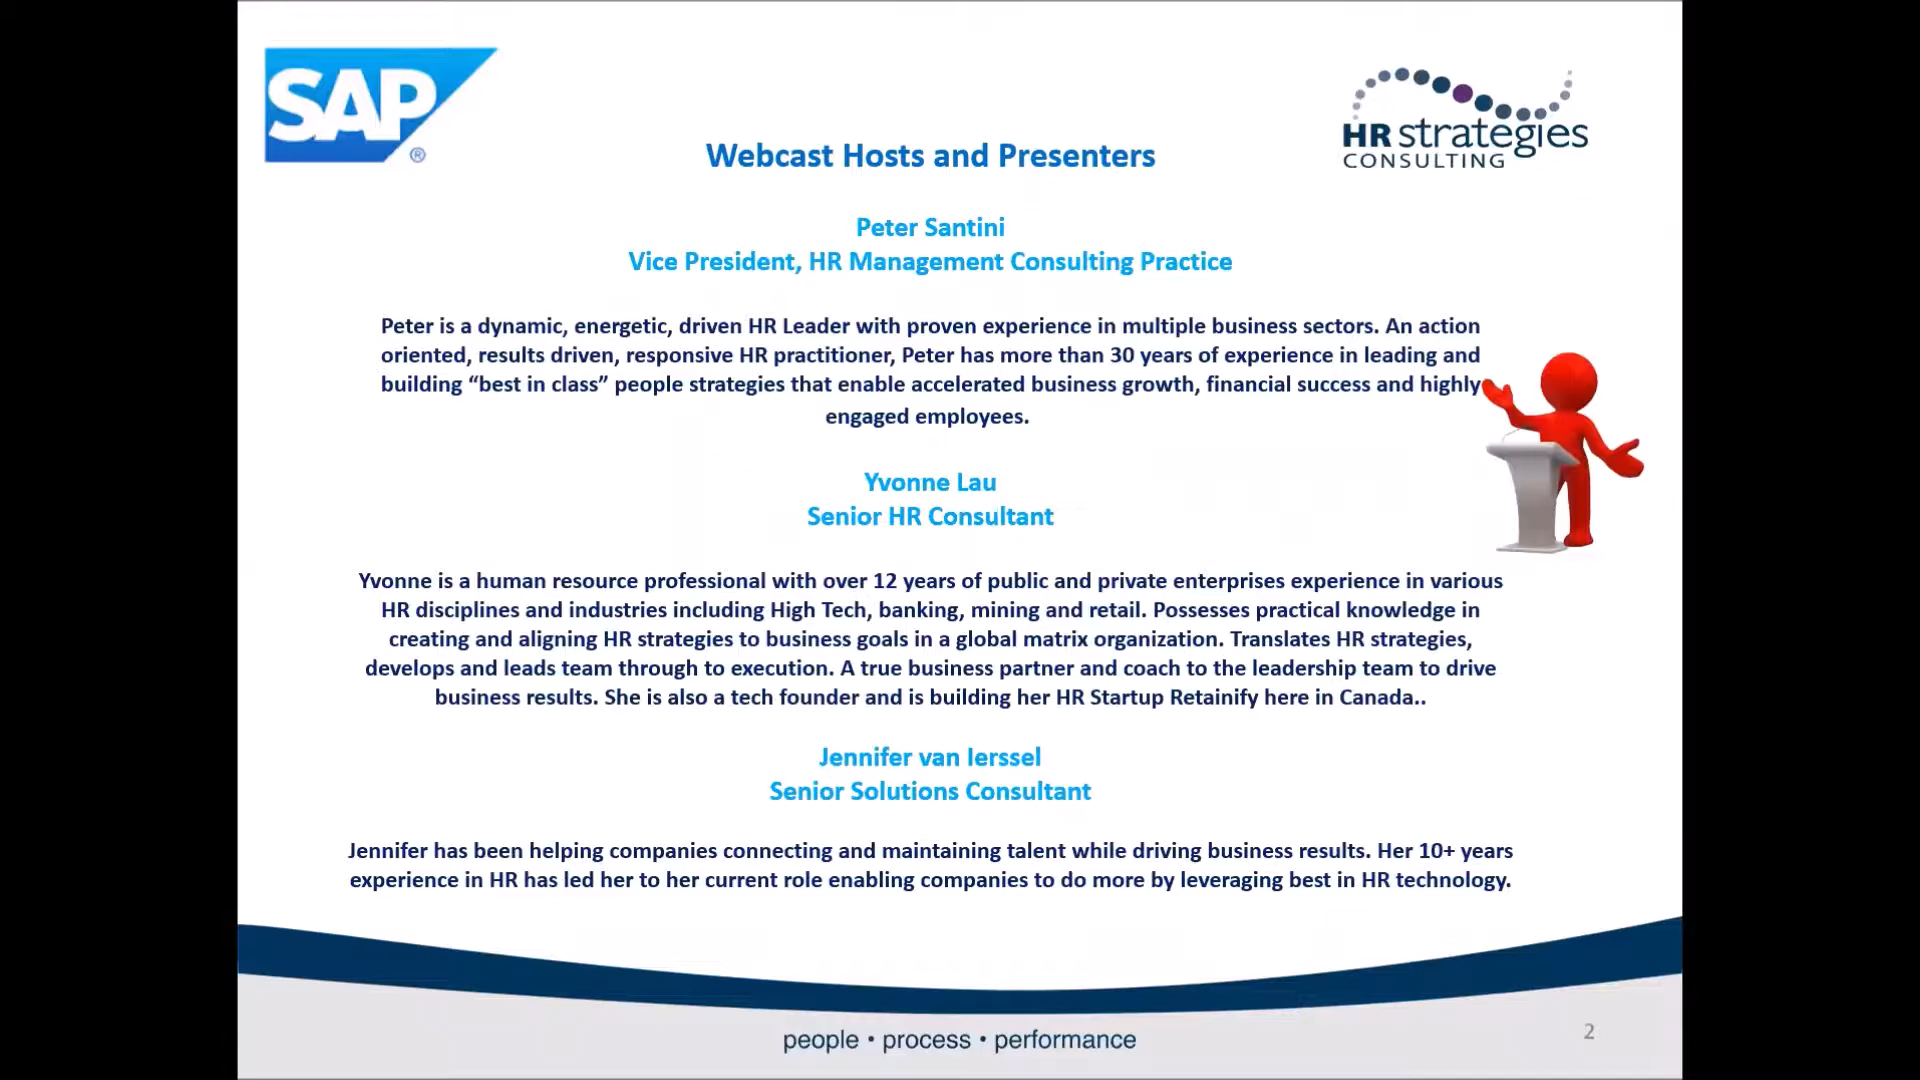 SAP
®
HR strategies
CONSULTING
Webcast Hosts and Presenters
Peter Santini
Vice President, HR Management Consulting Practice
Peter is a dynamic, energetic, driven HR Leader with proven experience in multiple business sectors. An action
oriented, results driven, responsive HR practitioner, Peter has more than 30 years of experience in leading and
building “best in class” people strategies that enable accelerated business growth, financial success and highly
engaged employees.
Yvonne Lau
Senior HR Consultant
Yvonne is a human resource professional with over 12 years of public and private enterprises experience in various
HR disciplines and industries including High Tech, banking, mining and retail. Possesses practical knowledge in
creating and aligning HR strategies to business goals in a global matrix organization. Translates HR strategies,
develops and leads team through to execution. A true business partner and coach to the leadership team to drive
business results. She is also a tech founder and is building her HR Startup Retainify here in Canada..
Jennifer van Ierssel
Senior Solutions Consultant
Jennifer has been helping companies connecting and maintaining talent while driving business results. Her 10+ years
experience in HR has led her to her current role enabling companies to do more by leveraging best in HR technology.
people • process • performance
2